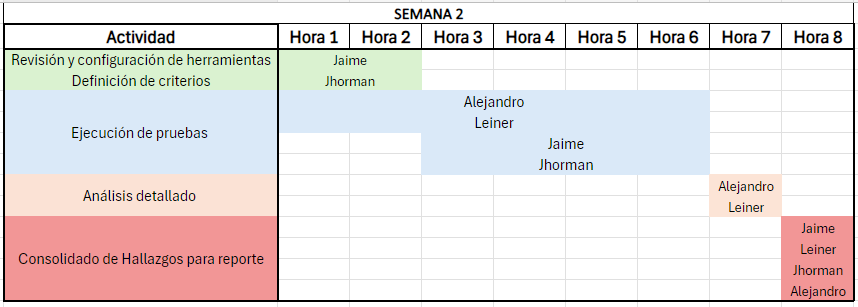 SEMANA 2
Actividad Hora 1 Hora 2 Hora 3 Hora 4 Hora 5 Hora 6 Hora 7 Hora 8
Revisión y configuración de herramientas Jaime
Definición de criterios Jhorman
Ejecución de pruebas
Alejandro
Leiner
Jaime
Jhorman
Análisis detallado
Alejandro
Leiner
Consolidado de Hallazgos para reporte
Jaime
Leiner
Jhorman
Alejandro